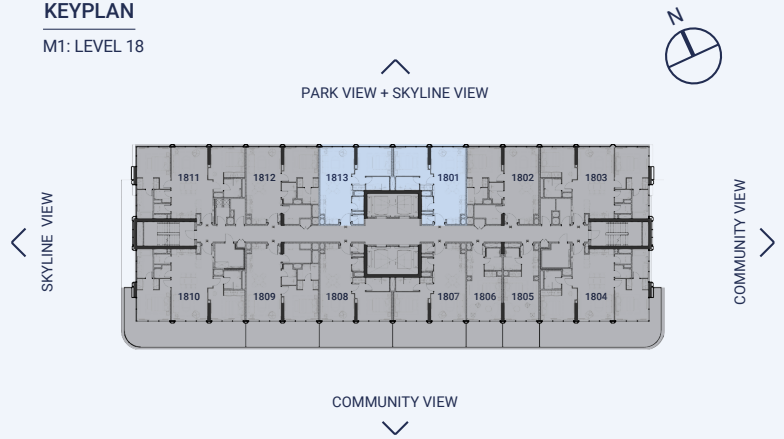 KEYPLAN
M1: LEVEL 18
N
PARK VIEW + SKYLINE VIEW
1811 1812 1813 1801 1802 1803
SKYLINE VIEW
COMMUNITY VIEW
1810 1809 1808 1807 1806 1805 1804
COMMUNITY VIEW